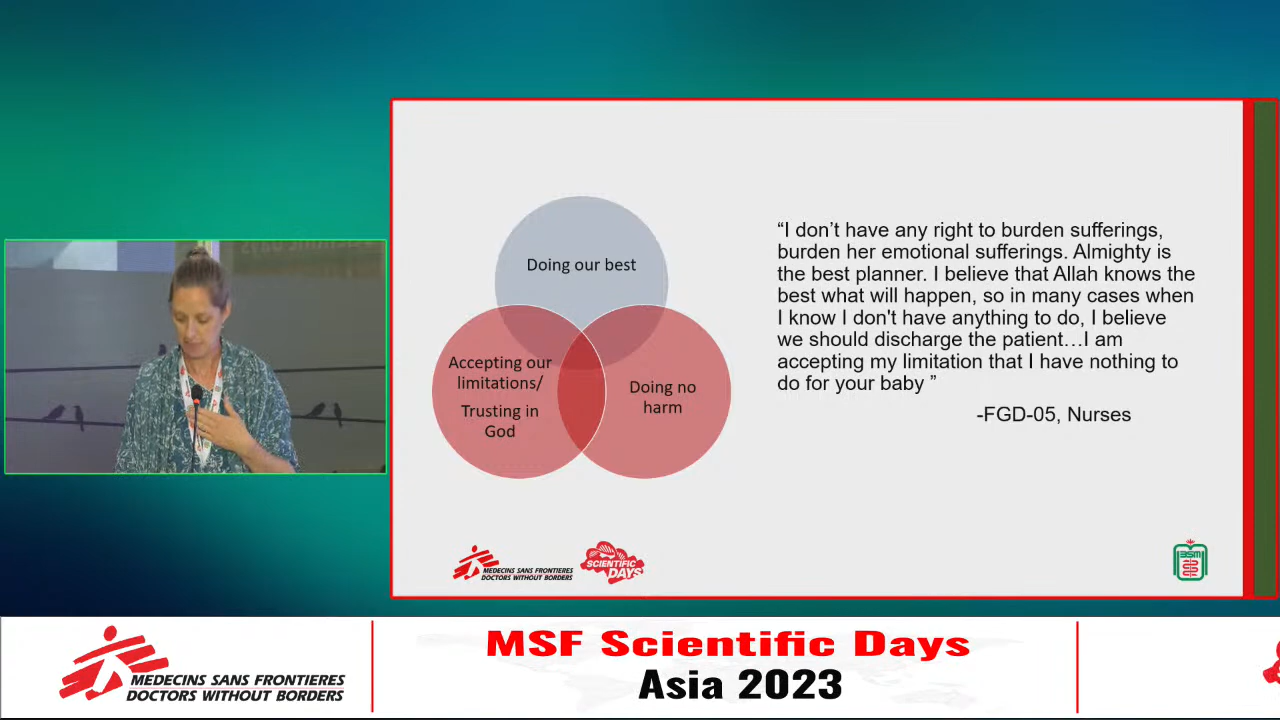 Doing our best
Accepting our
limitations/
Trusting in
God
Doing no
harm
“I don’t have any right to burden sufferings,
burden her emotional sufferings. Almighty is
the best planner. I believe that Allah knows the
best what will happen, so in many cases when
I know I don't have anything to do, I believe
we should discharge the patient…I am
accepting my limitation that I have nothing to
do for your baby ”
-FGD-05, Nurses
MEDECINS SANS FRONTIERES
DOCTORS WITHOUT BORDERS
SCIENTIFIC
DAYS
BSMM
MEDECINS SANS FRONTIERES
DOCTORS WITHOUT BORDERS
MSF Scientific Days
Asia 2023